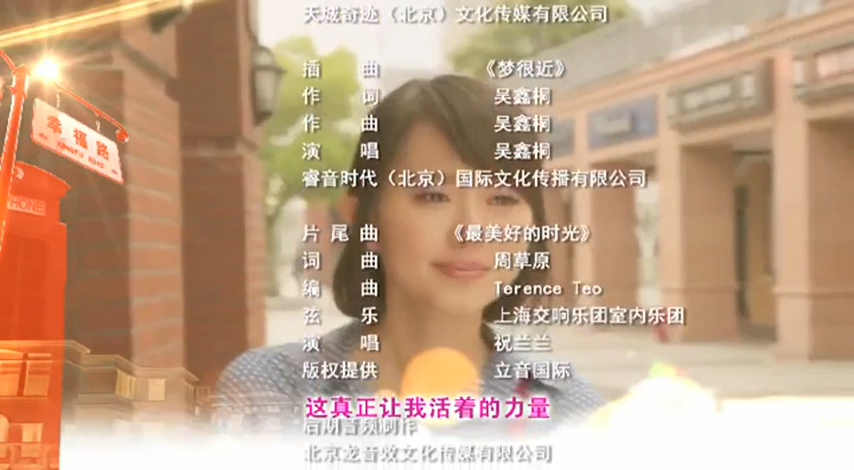 天城奇迹（北京）文化传媒有限公司
插 曲 《梦很近》
作 词 吴鑫桐
作 曲 吴鑫桐
演 唱 吴鑫桐
睿音时代（北京）国际文化传播有限公司
片 尾 曲 《最美好的时光》
词 曲 周草原
编 曲 Terence Teo
弦 乐 上海交响乐团室内乐团
演 唱 祝兰兰
版权提供 立音国际
这真正让我活着的力量
后期音频制作
北京龙音效文化传媒有限公司
幸福路
XINGFU ROAD
PHONE